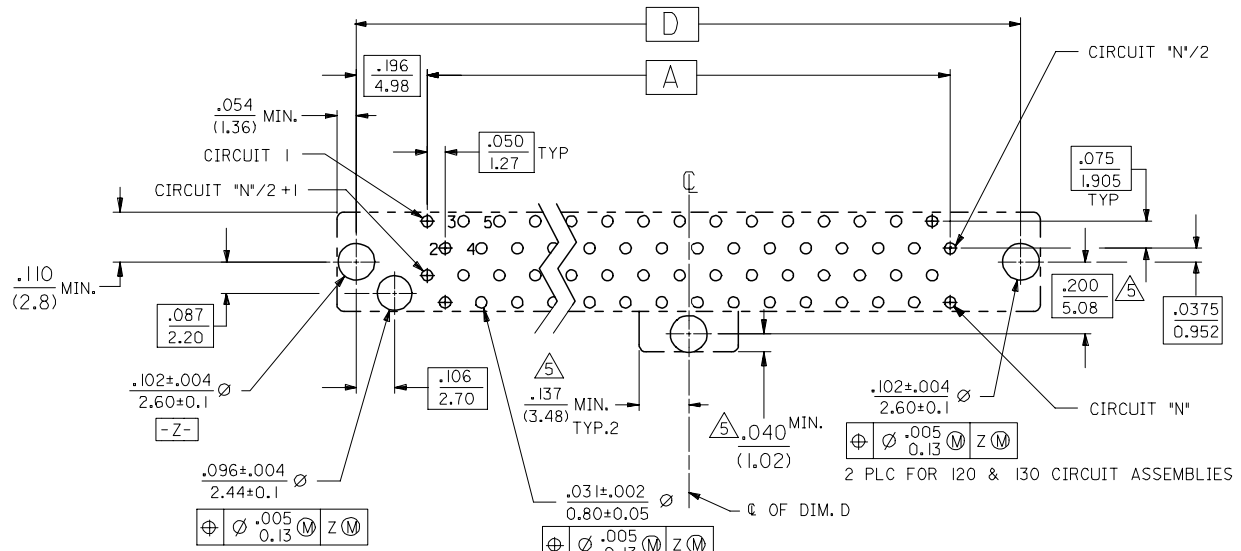 D
CIRCUIT "N"/2
.196
4.98
A
.054
(1.36) MIN.
.050
1.27 TYP
.075
1.905
TYP
CIRCUIT 1
CIRCUIT "N"/2 +1
℄
3 5
2 4
.110
(2.8) MIN.
.087
2.20
.200
5.08
5
.0375
0.952
.102±.004
2.60±0.1 Ø
-Z-
.106
2.70
5
.137
(3.48) MIN.
TYP.2
5
.040 MIN.
(1.02)
.102±.004
2.60±0.1 Ø
CIRCUIT "N"
⌖ Ø .005 Ⓜ Z Ⓜ
0.13
2 PLC FOR 120 & 130 CIRCUIT ASSEMBLIES
.096±.004
2.44±0.1 Ø
⌖ Ø .005 Ⓜ Z Ⓜ
0.13
.031±.002
0.80±0.05 Ø
℄ OF DIM. D
⌖ Ø .005 Ⓜ Z Ⓜ